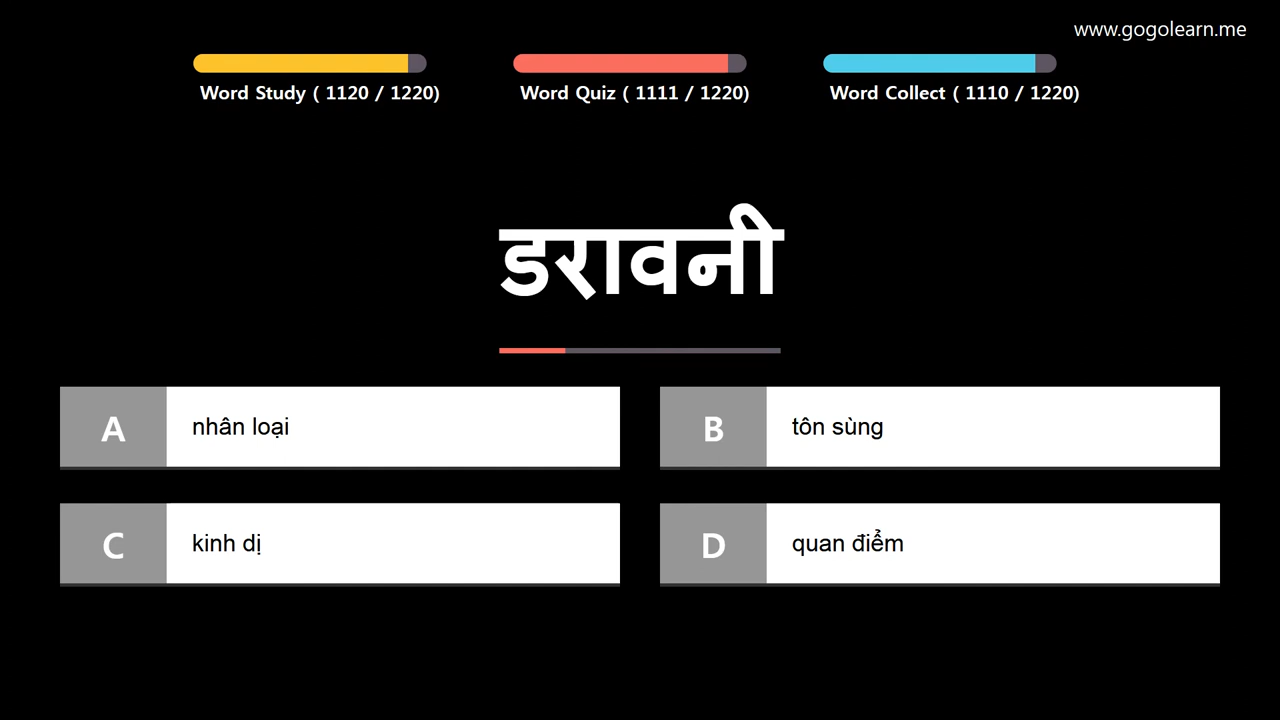 www.gogolearn.me
Word Study ( 1120 / 1220)
Word Quiz ( 1111 / 1220)
Word Collect ( 1110 / 1220)
डरावनी
A nhân loại
B tôn sùng
C kinh dị
D quan điểm